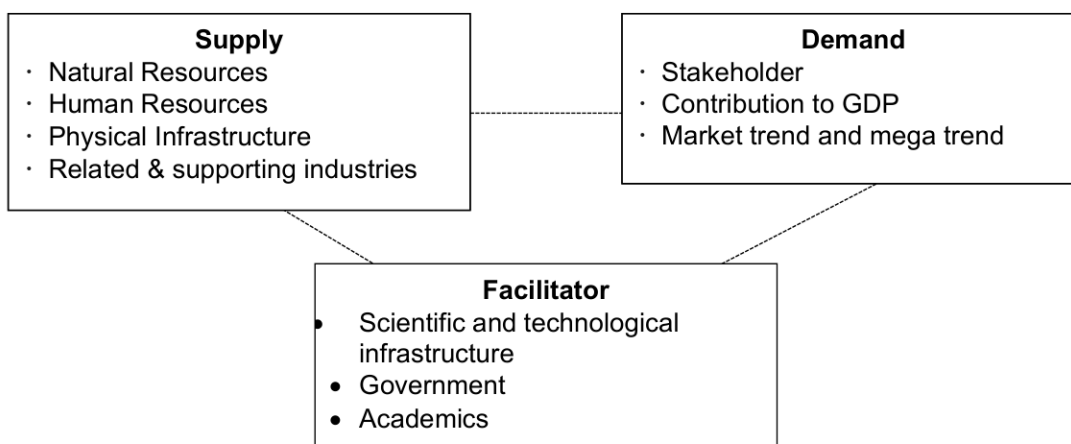 Supply
· Natural Resources
· Human Resources
· Physical Infrastructure
· Related & supporting industries
Demand
· Stakeholder
· Contribution to GDP
· Market trend and mega trend
Facilitator
• Scientific and technological
infrastructure
• Government
• Academics